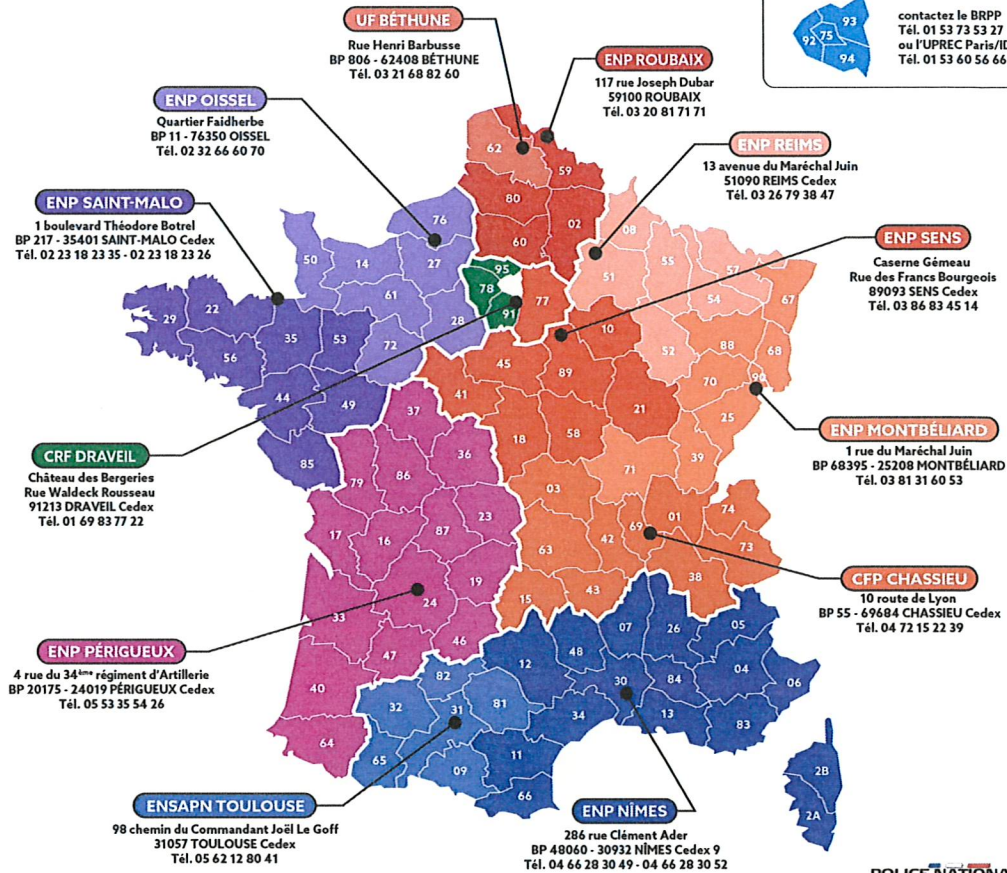 93
92
75
94
contactez le BRPP
Tél. 01 53 73 53 27
ou l'UPREC Paris/ID
Tél. 01 53 60 56 66
UF BÉTHUNE
Rue Henri Barbusse
BP 806 - 62408 BÉTHUNE
Tél. 03 21 68 82 60
ENP ROUBAIX
117 rue Joseph Dubar
59100 ROUBAIX
Tél. 03 20 81 71 71
ENP OISSEL
Quartier Faidherbe
BP 11 - 76350 OISSEL
Tél. 02 32 66 60 70
ENP REIMS
13 avenue du Maréchal Juin
51090 REIMS Cedex
Tél. 03 26 79 38 47
ENP SAINT-MALO
1 boulevard Théodore Botrel
BP 217 - 35401 SAINT-MALO Cedex
Tél. 02 23 18 23 35 - 02 23 18 23 26
ENP SENS
Caserne Gémeau
Rue des Francs Bourgeois
89093 SENS Cedex
Tél. 03 86 83 45 14
62
59
80
02
60
76
50
14
27
61
28
72
95
78
91
77
08
51
55
57
54
67
52
88
68
10
29
22
56
35
53
44
49
85
45
89
41
18
58
21
70
90
25
39
71
37
36
79
86
03
17
16
87
23
63
42
69
01
74
73
38
15
43
19
24
33
47
46
40
64
07
26
05
48
12
30
84
04
06
13
83
34
11
66
82
32
31
81
65
09
2B
2A
CRF DRAVEIL
Château des Bergeries
Rue Waldeck Rousseau
91213 DRAVEIL Cedex
Tél. 01 69 83 77 22
ENP MONTBÉLIARD
1 rue du Maréchal Juin
BP 68395 - 25208 MONTBÉLIARD
Tél. 03 81 31 60 53
CFP CHASSIEU
10 route de Lyon
BP 55 - 69684 CHASSIEU Cedex
Tél. 04 72 15 22 39
ENP PÉRIGUEUX
4 rue du 34ème régiment d'Artillerie
BP 20175 - 24019 PÉRIGUEUX Cedex
Tél. 05 53 35 54 26
ENSAPN TOULOUSE
98 chemin du Commandant Joël Le Goff
31057 TOULOUSE Cedex
Tél. 05 62 12 80 41
ENP NÎMES
286 rue Clément Ader
BP 48060 - 30932 NÎMES Cedex 9
Tél. 04 66 28 30 49 - 04 66 28 30 52